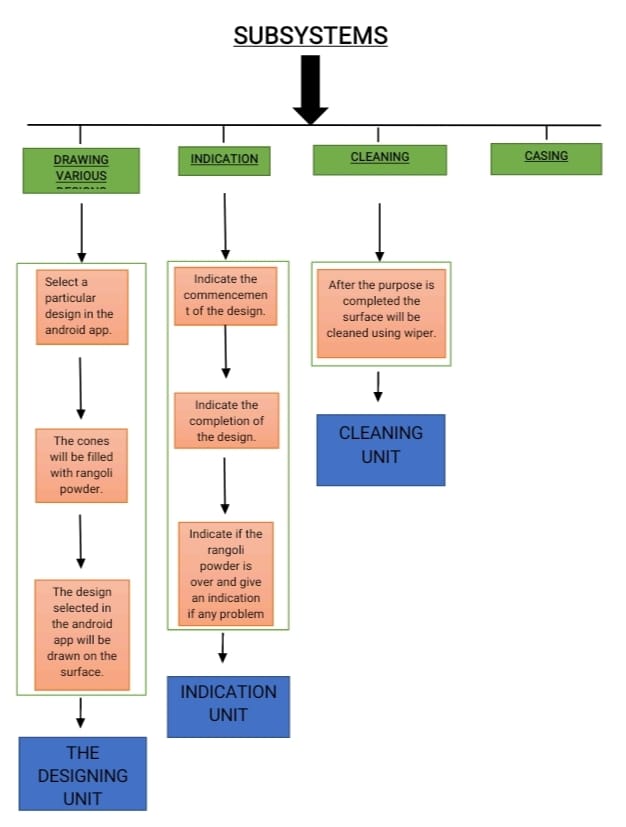 SUBSYSTEMS
DRAWING
VARIOUS
INDICATION
CLEANING
CASING
Select a
particular
design in the
android app.
The cones
will be filled
with rangoli
powder.
The design
selected in
the android
app will be
drawn on the
surface.
THE
DESIGNING
UNIT
Indicate the
commencemen
t of the design.
Indicate the
completion of
the design.
Indicate if the
rangoli
powder is
over and give
an indication
if any problem
INDICATION
UNIT
After the purpose is
completed the
surface will be
cleaned using wiper.
CLEANING
UNIT